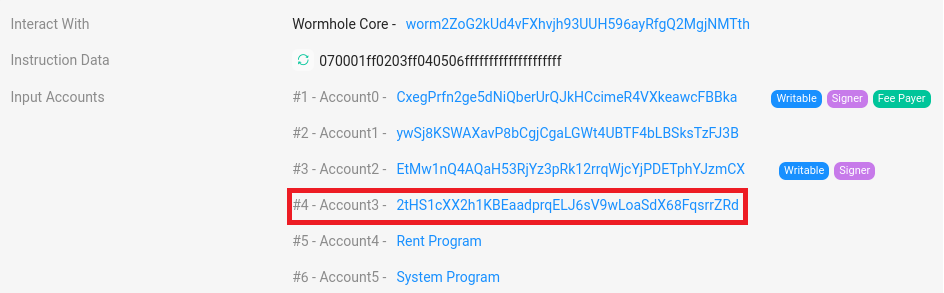 Interact With Wormhole Core - worm2ZoG2kUd4vFXhvjh93UUH596ayRfgQ2MgjNMTth
Instruction Data 070001ff0203ff040506ffffffffffffffffffff
Input Accounts #1 - Account0 - CxegPrfn2ge5dNiQberUrQJkHCcimeR4VXkeawcFBBka Writable Signer Fee Payer
#2 - Account1 - ywSj8KSWAXavP8bCgjCgaLGWt4UBTF4bLBSksTzFJ3B
#3 - Account2 - EtMw1nQ4AQaH53RjYz3pRk12rrqWjcYjPDETphYJzmCX Writable Signer
#4 - Account3 - 2tHS1cXX2h1KBEaadprqELJ6sV9wLoaSdX68FqsrrZRd
#5 - Account4 - Rent Program
#6 - Account5 - System Program